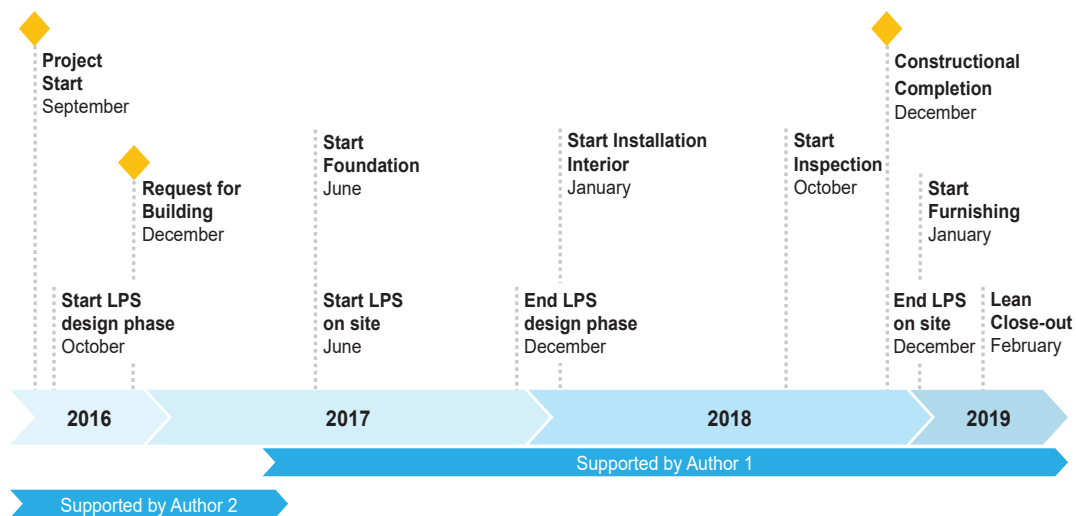 Project
Start
September
Request for
Building
December
Start
Foundation
June
Start Installation
Interior
January
Start
Inspection
October
Constructional
Completion
December
Start
Furnishing
January
Start LPS
design phase
October
Start LPS
on site
June
End LPS
design phase
December
End LPS
on site
December
Lean
Close-out
February
2016
2017
2018
2019
Supported by Author 1
Supported by Author 2